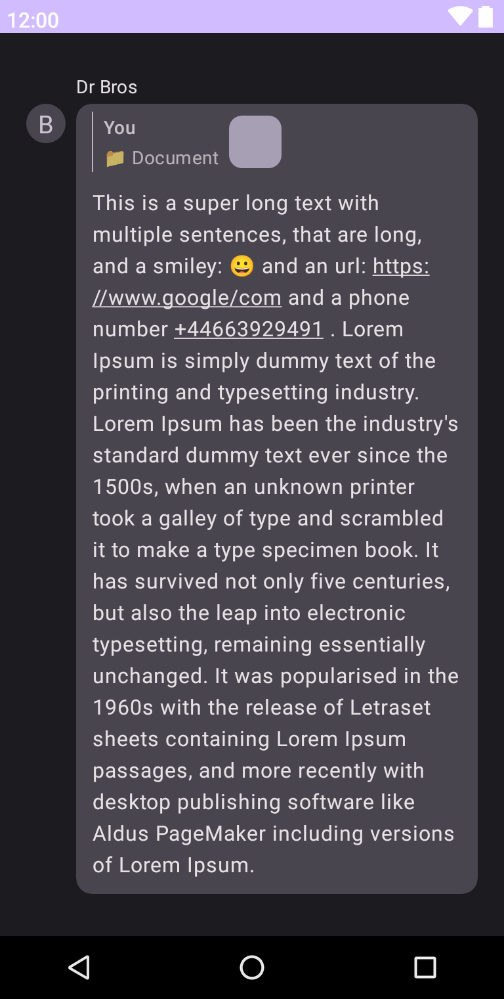 12:00
Dr Bros
B
You
📁 Document
This is a super long text with
multiple sentences, that are long,
and a smiley: 😀 and an url: https:
//www.google/com and a phone
number +44663929491 . Lorem
Ipsum is simply dummy text of the
printing and typesetting industry.
Lorem Ipsum has been the industry's
standard dummy text ever since the
1500s, when an unknown printer
took a galley of type and scrambled
it to make a type specimen book. It
has survived not only five centuries,
but also the leap into electronic
typesetting, remaining essentially
unchanged. It was popularised in the
1960s with the release of Letraset
sheets containing Lorem Ipsum
passages, and more recently with
desktop publishing software like
Aldus PageMaker including versions
of Lorem Ipsum.